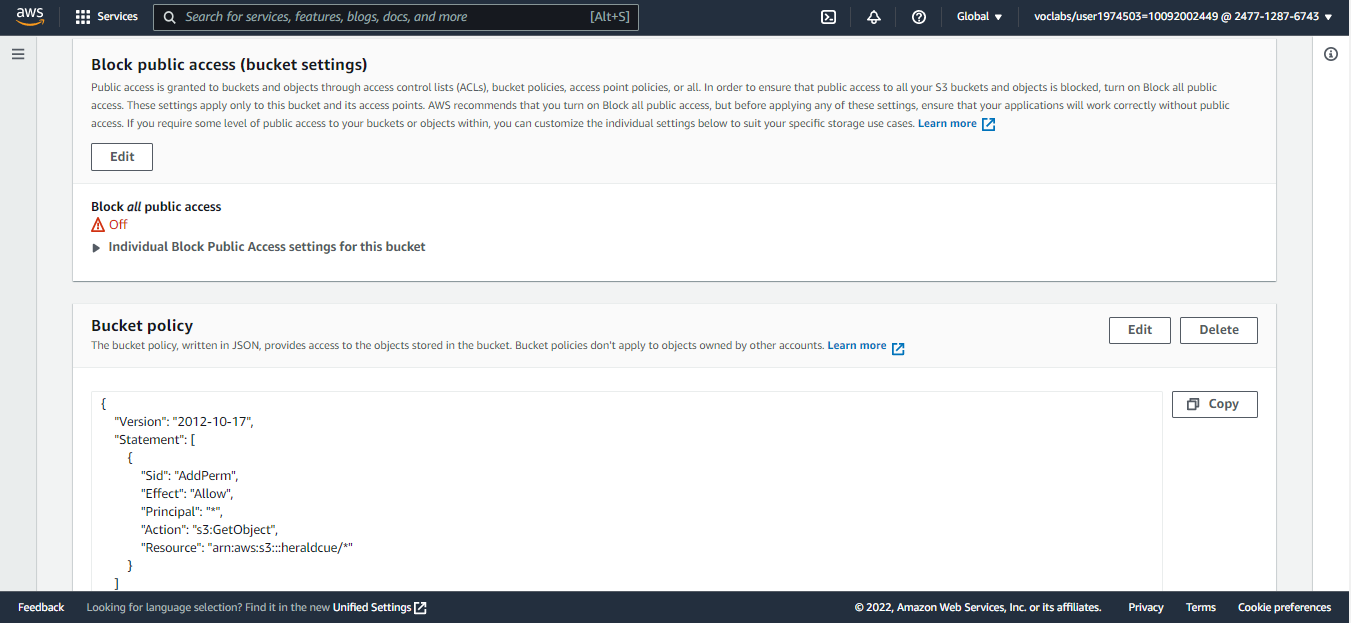 aws
Services
Search for services, features, blogs, docs, and more
[Alt+S]
Global
voclabs/user1974503=10092002449 @ 2477-1287-6743
Block public access (bucket settings)
Public access is granted to buckets and objects through access control lists (ACLs), bucket policies, access point policies, or all. In order to ensure that public access to all your S3 buckets and objects is blocked, turn on Block all public
access. These settings apply only to this bucket and its access points. AWS recommends that you turn on Block all public access, but before applying any of these settings, ensure that your applications will work correctly without public
access. If you require some level of public access to your buckets or objects within, you can customize the individual settings below to suit your specific storage use cases. Learn more
Edit
Block all public access
Off
Individual Block Public Access settings for this bucket
Bucket policy
The bucket policy, written in JSON, provides access to the objects stored in the bucket. Bucket policies don't apply to objects owned by other accounts. Learn more
Edit
Delete
Copy
{
"Version": "2012-10-17",
"Statement": [
{
"Sid": "AddPerm",
"Effect": "Allow",
"Principal": "*",
"Action": "s3:GetObject",
"Resource": "arn:aws:s3:::heraldcue/*"
}
]
Feedback
Looking for language selection? Find it in the new Unified Settings
© 2022, Amazon Web Services, Inc. or its affiliates.
Privacy
Terms
Cookie preferences